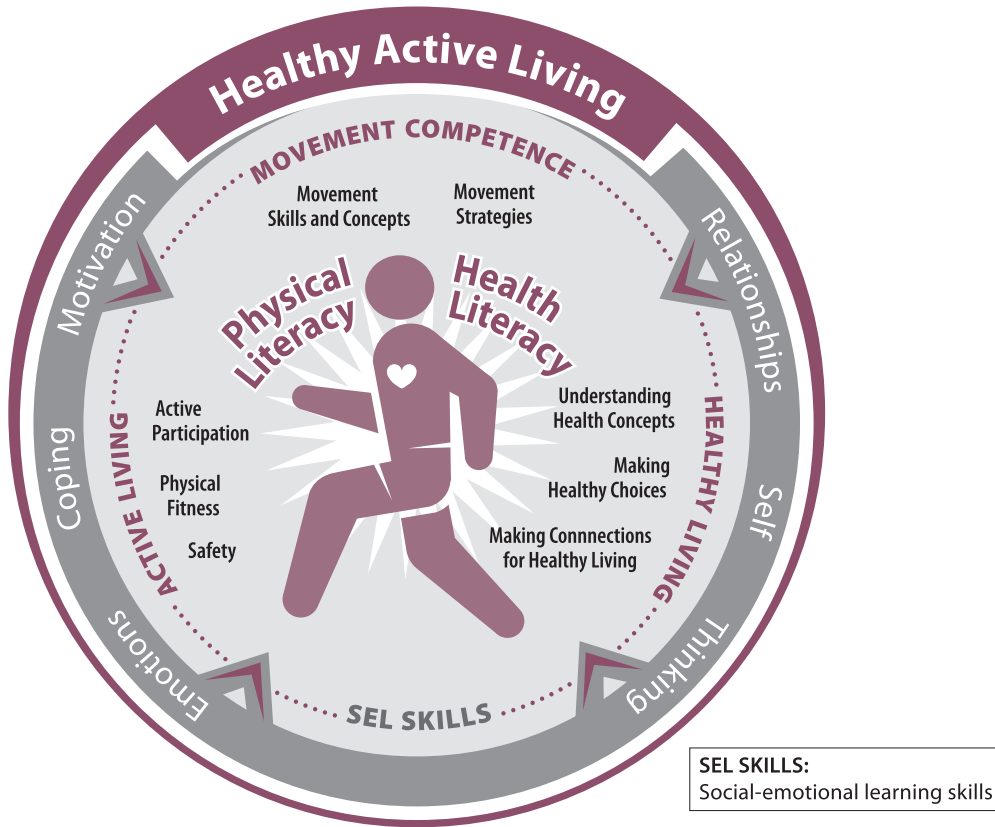 Healthy Active Living
MOVEMENT COMPETENCE
Movement
Skills and Concepts
Movement
Strategies
Physical
Literacy
Health
Literacy
Motivation
Coping
Emotions
Relationships
Self
Thinking
ACTIVE LIVING
Active
Participation
Physical
Fitness
Safety
HEALTHY LIVING
Understanding
Health Concepts
Making
Healthy Choices
Making Connnections
for Healthy Living
SEL SKILLS
SEL SKILLS:
Social-emotional learning skills